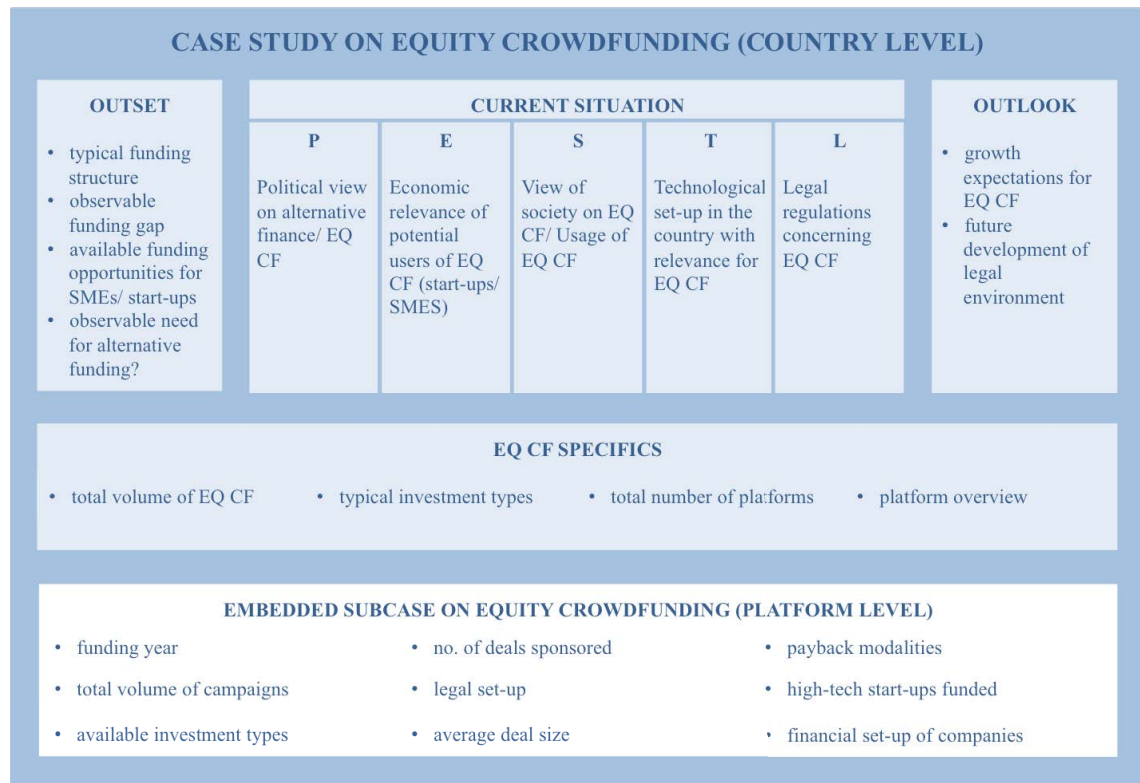 CASE STUDY ON EQUITY CROWDFUNDING (COUNTRY LEVEL)
OUTSET
• typical funding
structure
• observable
funding gap
• available funding
opportunities for
SMEs/ start-ups
• observable need
for alternative
funding?
CURRENT SITUATION
P
Political view
on alternative
finance/ EQ
CF
E
Economic
relevance of
potential
users of EQ
CF (start-ups/
SMES)
S
View of
society on EQ
CF/ Usage of
EQ CF
T
Technological
set-up in the
country with
relevance for
EQ CF
L
Legal
regulations
concerning
EQ CF
OUTLOOK
• growth
expectations for
EQ CF
• future
development of
legal
environment
EQ CF SPECIFICS
• total volume of EQ CF
• typical investment types
• total number of platforms
• platform overview
EMBEDDED SUBCASE ON EQUITY CROWDFUNDING (PLATFORM LEVEL)
• funding year
• no. of deals sponsored
• payback modalities
• total volume of campaigns
• legal set-up
• high-tech start-ups funded
• available investment types
• average deal size
• financial set-up of companies